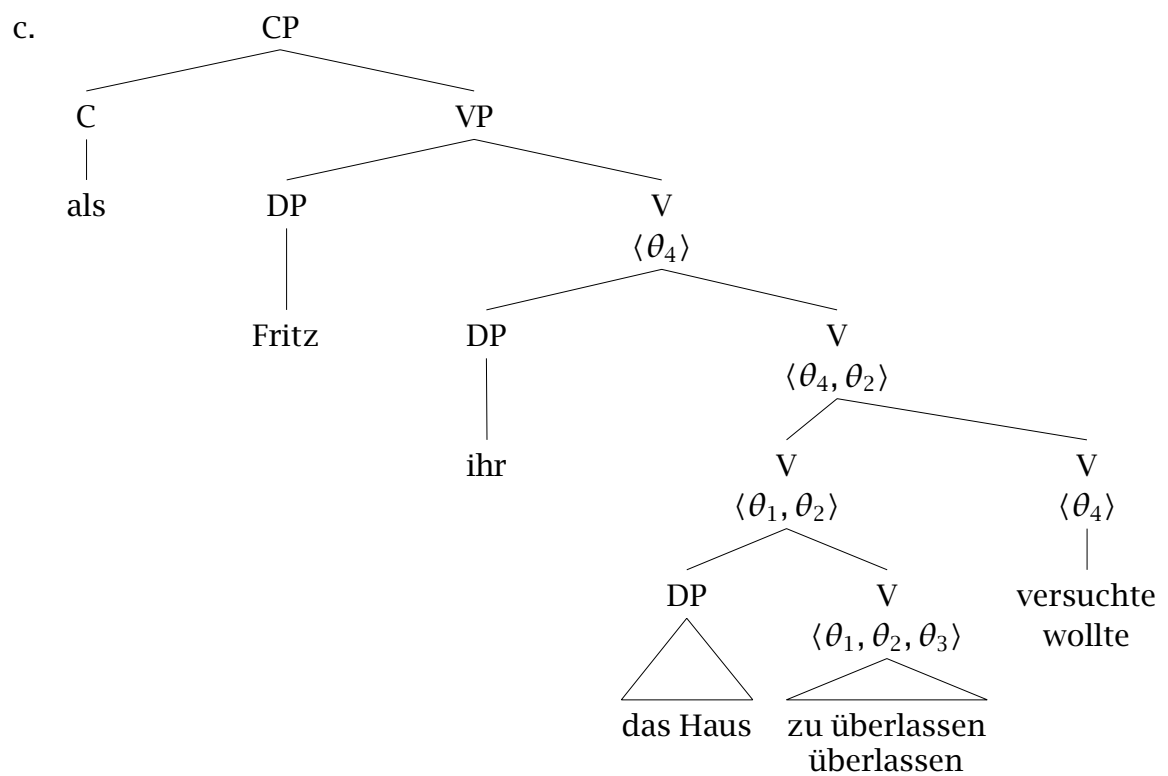 c. CP
C VP
als DP V
⟨θ₄⟩
Fritz DP V
⟨θ₄, θ₂⟩
ihr V V
⟨θ₁, θ₂⟩ ⟨θ₄⟩
DP V versuchte
⟨θ₁, θ₂, θ₃⟩ wollte
das Haus zu überlassen
überlassen